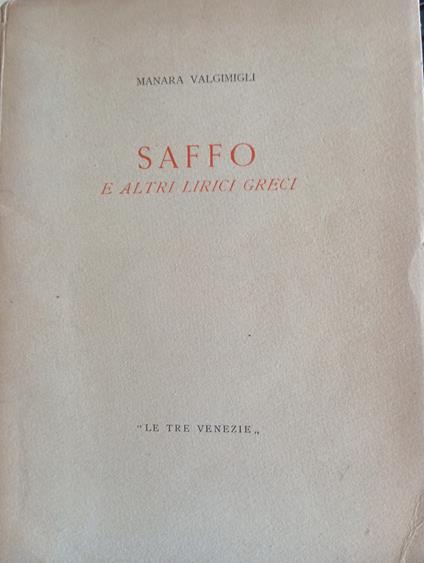 MANARA VALGIMIGLI
SAFFO
E ALTRI LIRICI GRECI
"LE TRE VENEZIE„